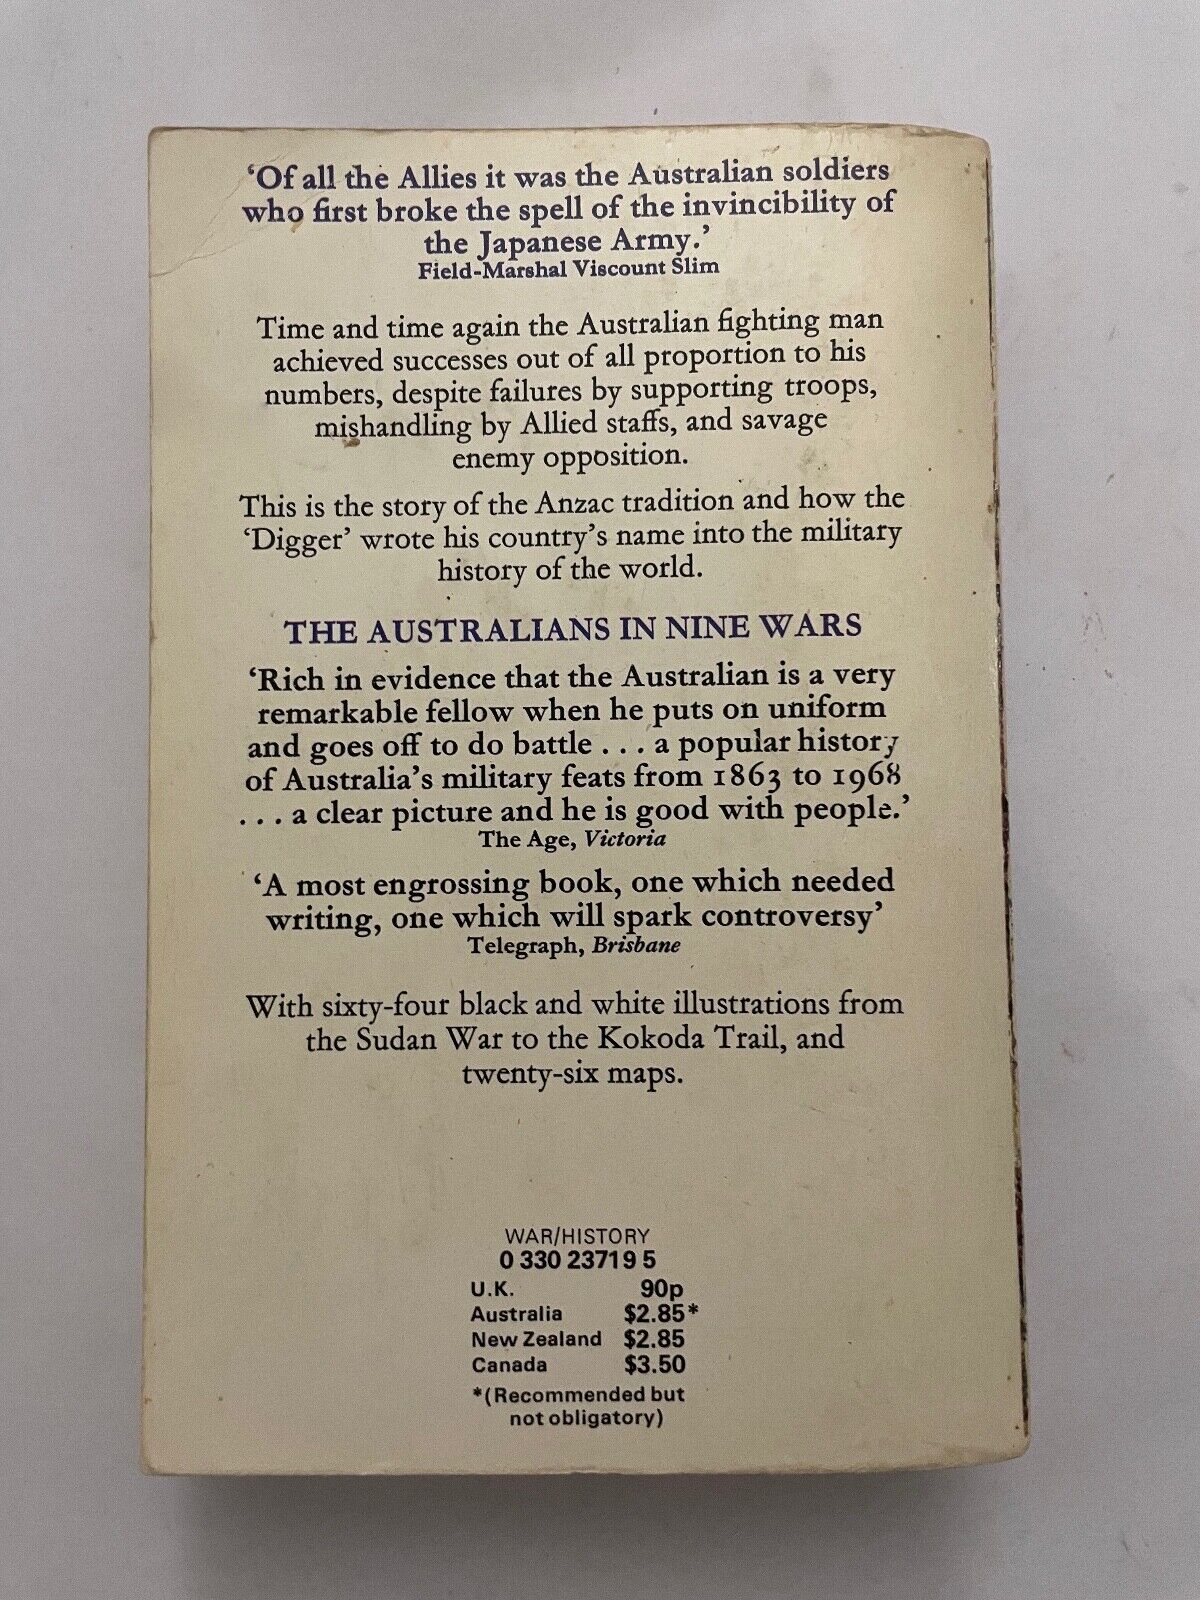 ‘Of all the Allies it was the Australian soldiers
who first broke the spell of the invincibility of
the Japanese Army.’
Field-Marshal Viscount Slim
Time and time again the Australian fighting man
achieved successes out of all proportion to his
numbers, despite failures by supporting troops,
mishandling by Allied staffs, and savage
enemy opposition.
This is the story of the Anzac tradition and how the
‘Digger’ wrote his country’s name into the military
history of the world.
THE AUSTRALIANS IN NINE WARS
‘Rich in evidence that the Australian is a very
remarkable fellow when he puts on uniform
and goes off to do battle . . . a popular history
of Australia’s military feats from 1863 to 1968
. . . a clear picture and he is good with people.’
The Age, Victoria
‘A most engrossing book, one which needed
writing, one which will spark controversy’
Telegraph, Brisbane
With sixty-four black and white illustrations from
the Sudan War to the Kokoda Trail, and
twenty-six maps.
WAR/HISTORY
0 330 23719 5
U.K. 90p
Australia $2.85*
New Zealand $2.85
Canada $3.50
*(Recommended but
not obligatory)